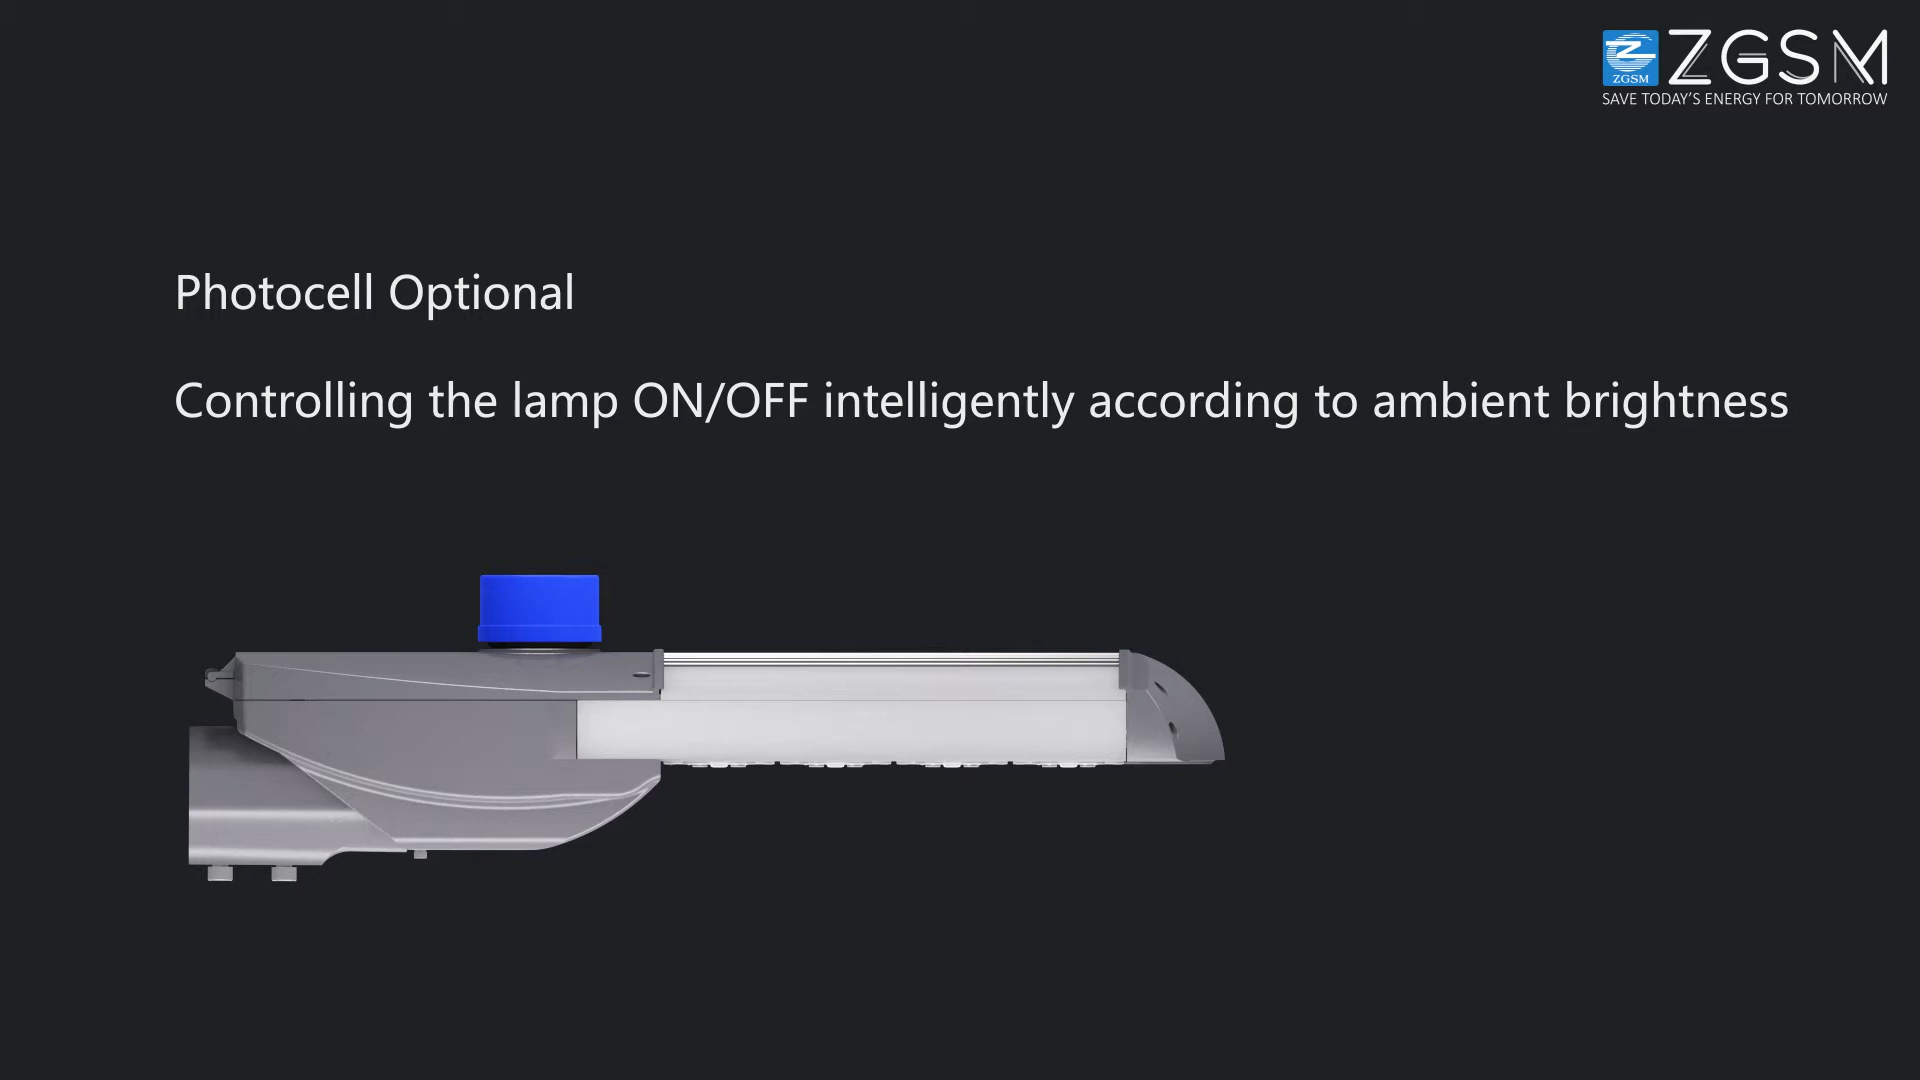 ZGSM
ZGSM
SAVE TODAY'S ENERGY FOR TOMORROW
Photocell Optional
Controlling the lamp ON/OFF intelligently according to ambient brightness